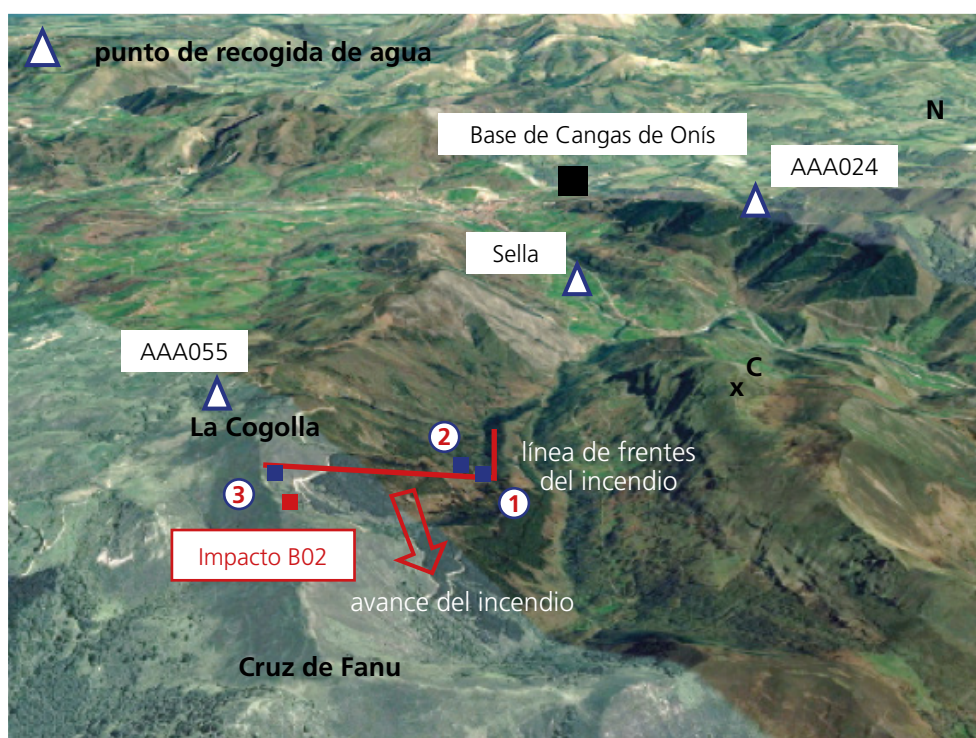 punto de recogida de agua
N
Base de Cangas de Onís
AAA024
Sella
AAA055
C
x
La Cogolla
2
línea de frentes
del incendio
3
1
Impacto B02
avance del incendio
Cruz de Fanu